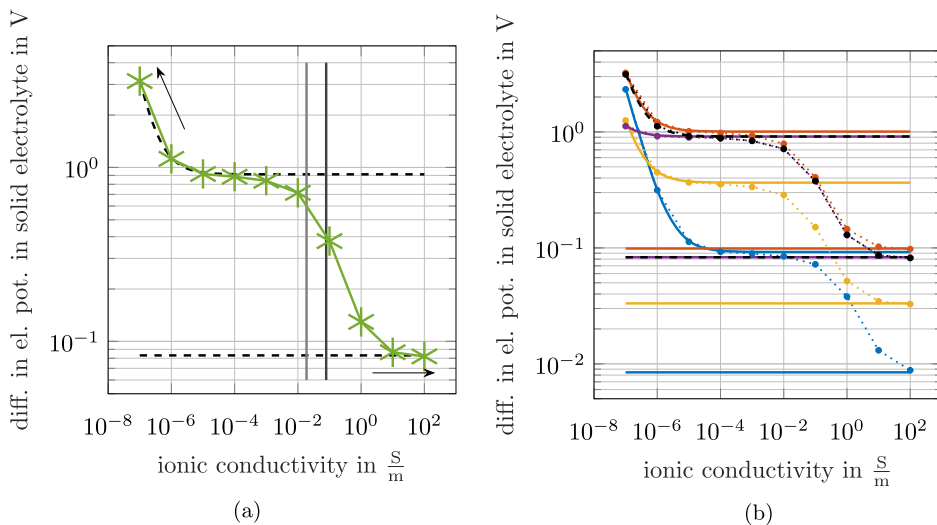 diff. in el. pot. in solid electrolyte in V
10^0
10^-1
10^-8 10^-6 10^-4 10^-2 10^0 10^2
ionic conductivity in S/m
(a)
diff. in el. pot. in solid electrolyte in V
10^0
10^-1
10^-2
10^-8 10^-6 10^-4 10^-2 10^0 10^2
ionic conductivity in S/m
(b)